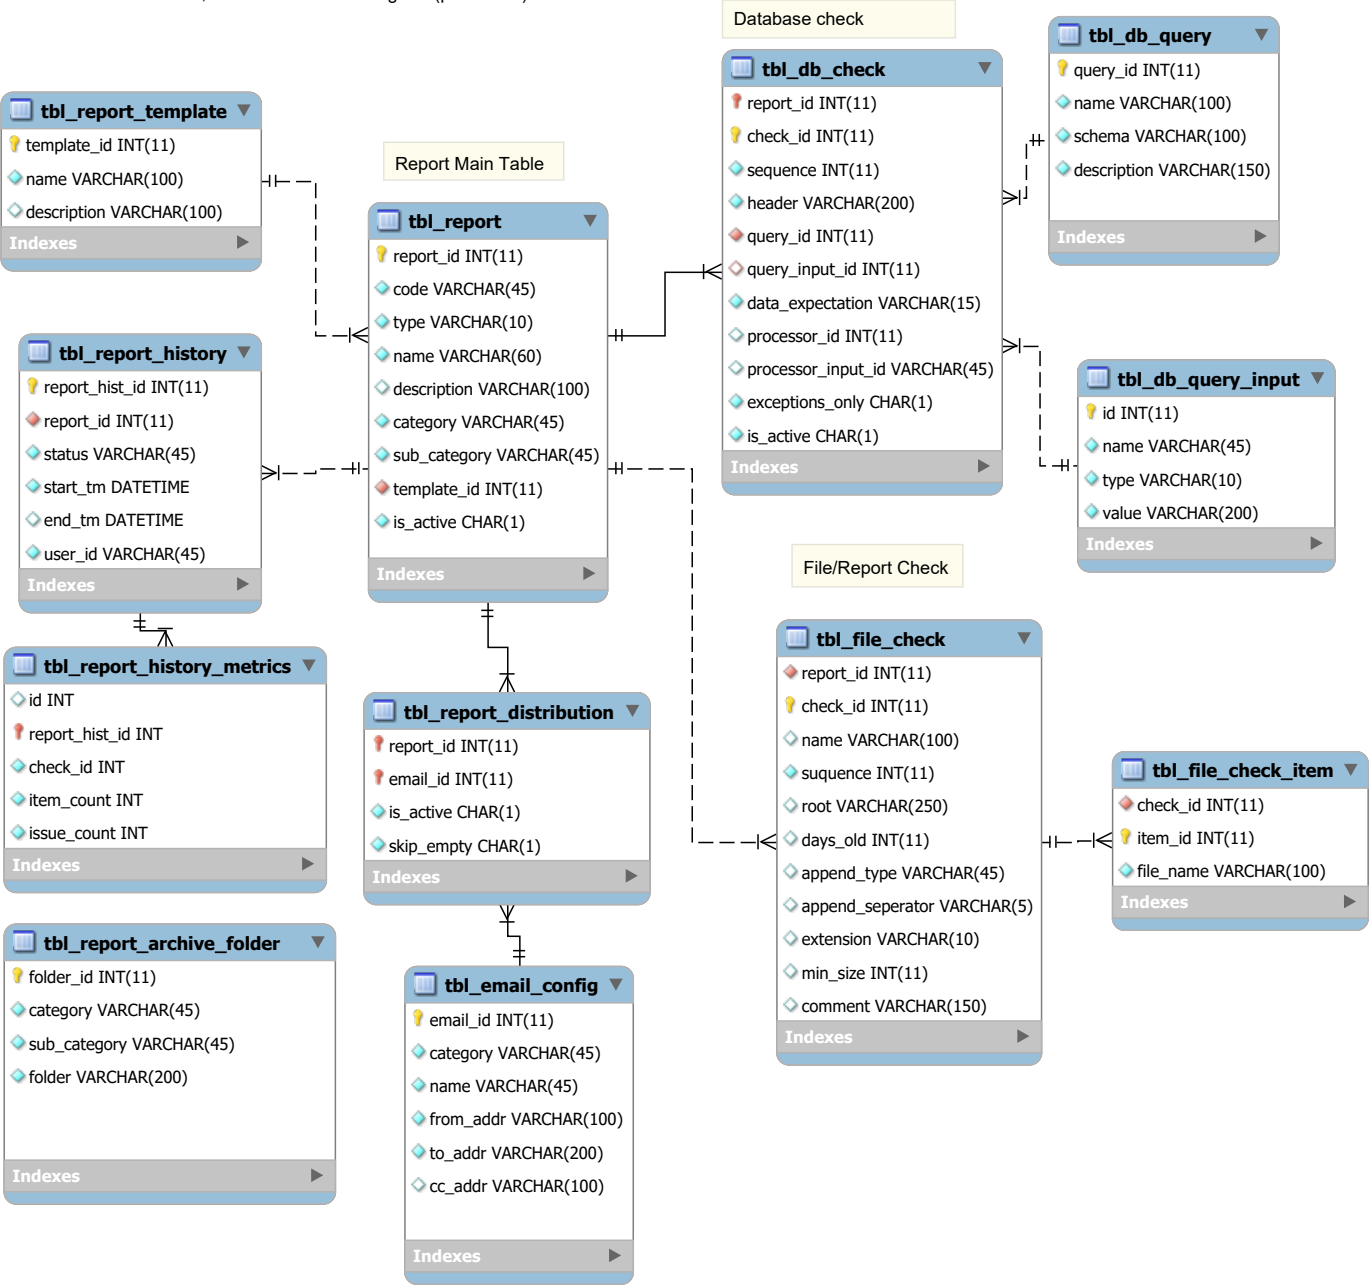 Database check
tbl_db_query
query_id INT(11)
name VARCHAR(100)
schema VARCHAR(100)
description VARCHAR(150)
Indexes
tbl_db_check
report_id INT(11)
check_id INT(11)
sequence INT(11)
header VARCHAR(200)
query_id INT(11)
query_input_id INT(11)
data_expectation VARCHAR(15)
processor_id INT(11)
processor_input_id VARCHAR(45)
exceptions_only CHAR(1)
is_active CHAR(1)
Indexes
tbl_report_template
template_id INT(11)
name VARCHAR(100)
description VARCHAR(100)
Indexes
Report Main Table
tbl_report
report_id INT(11)
code VARCHAR(45)
type VARCHAR(10)
name VARCHAR(60)
description VARCHAR(100)
category VARCHAR(45)
sub_category VARCHAR(45)
template_id INT(11)
is_active CHAR(1)
Indexes
tbl_report_history
report_hist_id INT(11)
report_id INT(11)
status VARCHAR(45)
start_tm DATETIME
end_tm DATETIME
user_id VARCHAR(45)
Indexes
tbl_db_query_input
id INT(11)
name VARCHAR(45)
type VARCHAR(10)
value VARCHAR(200)
Indexes
File/Report Check
tbl_file_check
report_id INT(11)
check_id INT(11)
name VARCHAR(100)
suquence INT(11)
root VARCHAR(250)
days_old INT(11)
append_type VARCHAR(45)
append_seperator VARCHAR(5)
extension VARCHAR(10)
min_size INT(11)
comment VARCHAR(150)
Indexes
tbl_report_history_metrics
id INT
report_hist_id INT
check_id INT
item_count INT
issue_count INT
Indexes
tbl_report_distribution
report_id INT(11)
email_id INT(11)
is_active CHAR(1)
skip_empty CHAR(1)
Indexes
tbl_file_check_item
check_id INT(11)
item_id INT(11)
file_name VARCHAR(100)
Indexes
tbl_report_archive_folder
folder_id INT(11)
category VARCHAR(45)
sub_category VARCHAR(45)
folder VARCHAR(200)
Indexes
tbl_email_config
email_id INT(11)
category VARCHAR(45)
name VARCHAR(45)
from_addr VARCHAR(100)
to_addr VARCHAR(200)
cc_addr VARCHAR(100)
Indexes